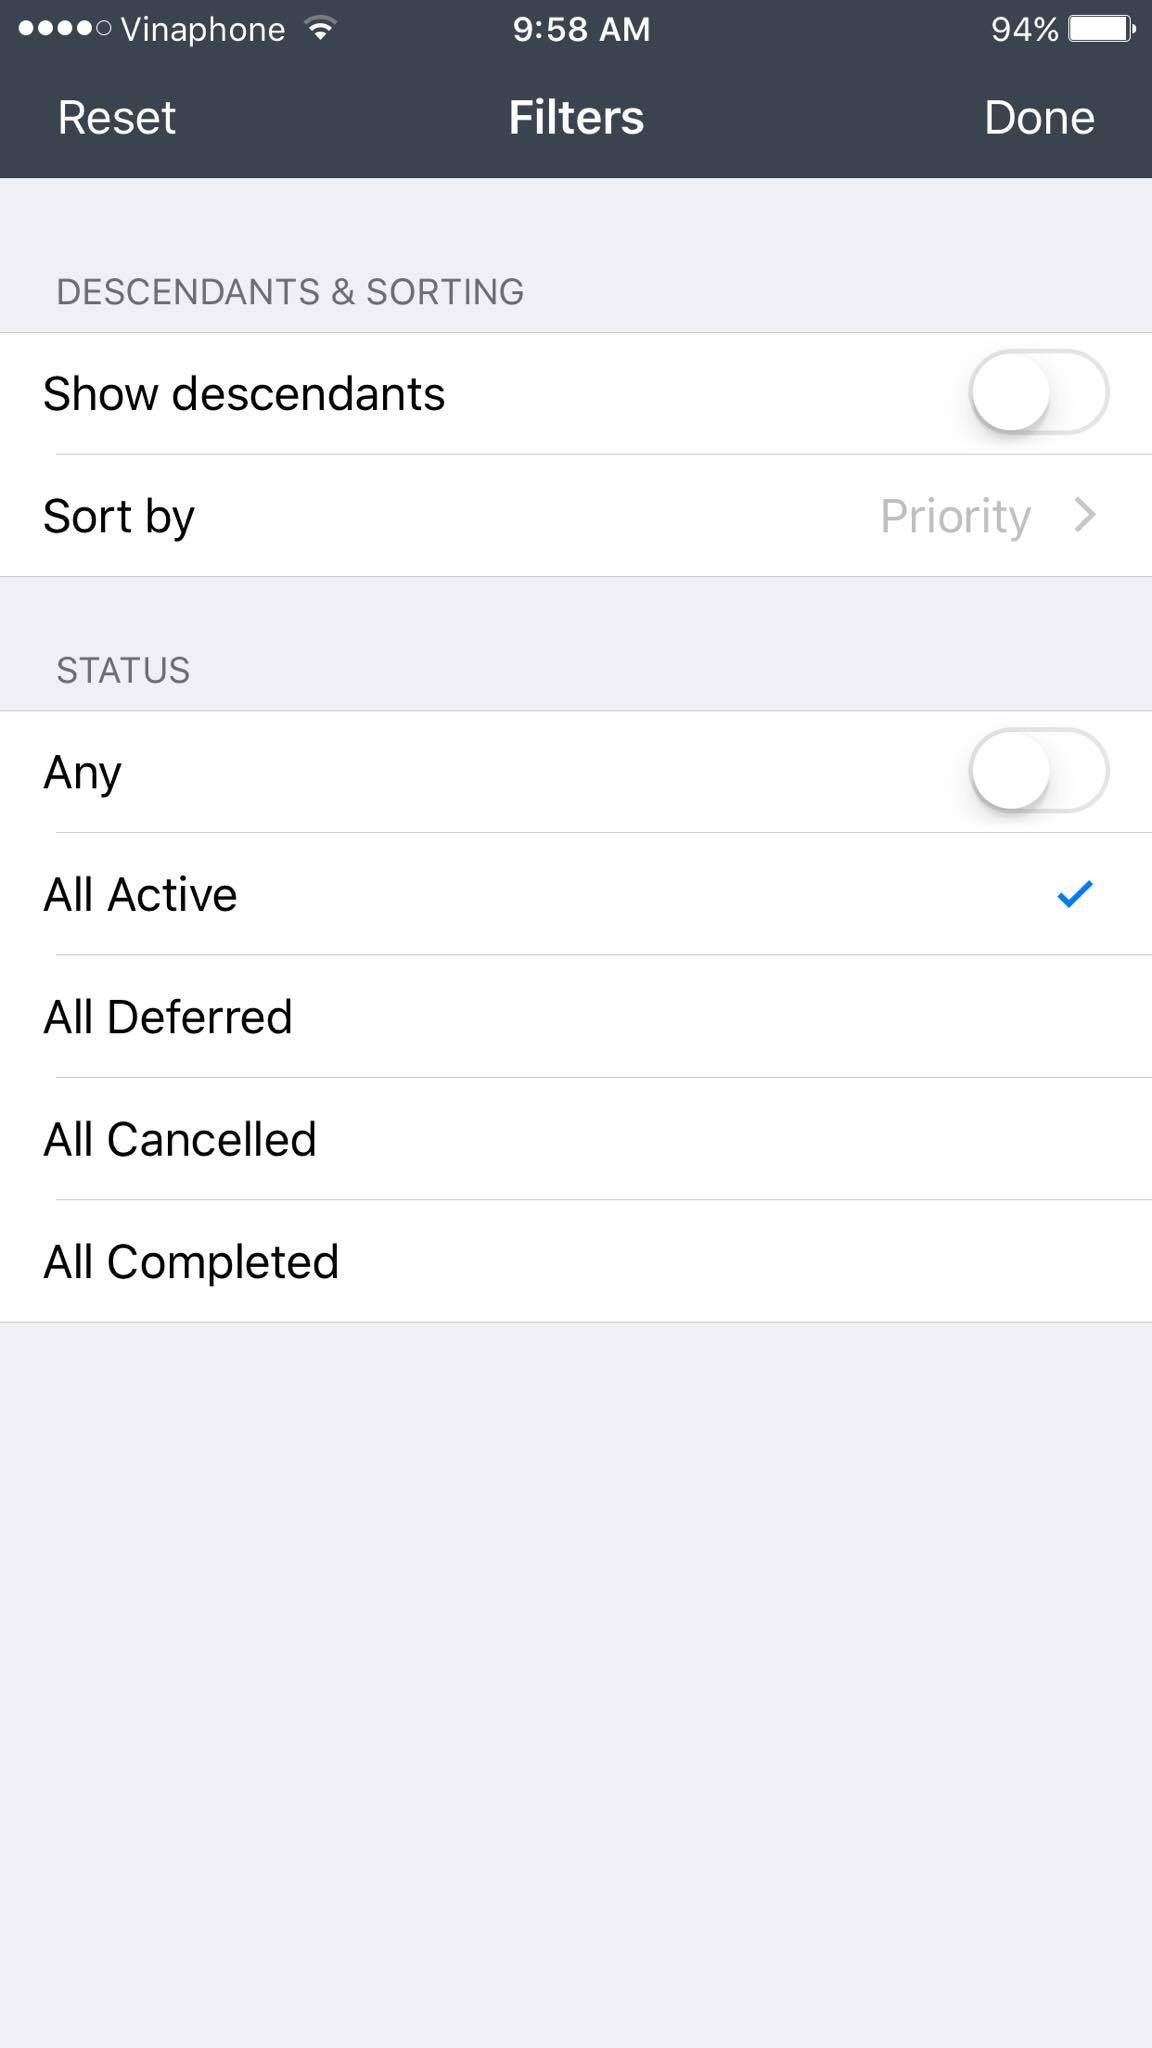 Vinaphone 9:58 AM 94%
Reset Filters Done
DESCENDANTS & SORTING
Show descendants
Sort by Priority
STATUS
Any
All Active
All Deferred
All Cancelled
All Completed